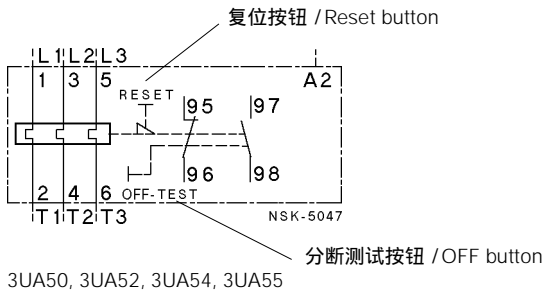 复位按钮 / Reset button
L1 L2 L3
1 3 5
A2
RESET
95 97
96 98
2 4 6
OFF-TEST
T1 T2 T3
NSK-5047
分断测试按钮 / OFF button
3UA50, 3UA52, 3UA54, 3UA55